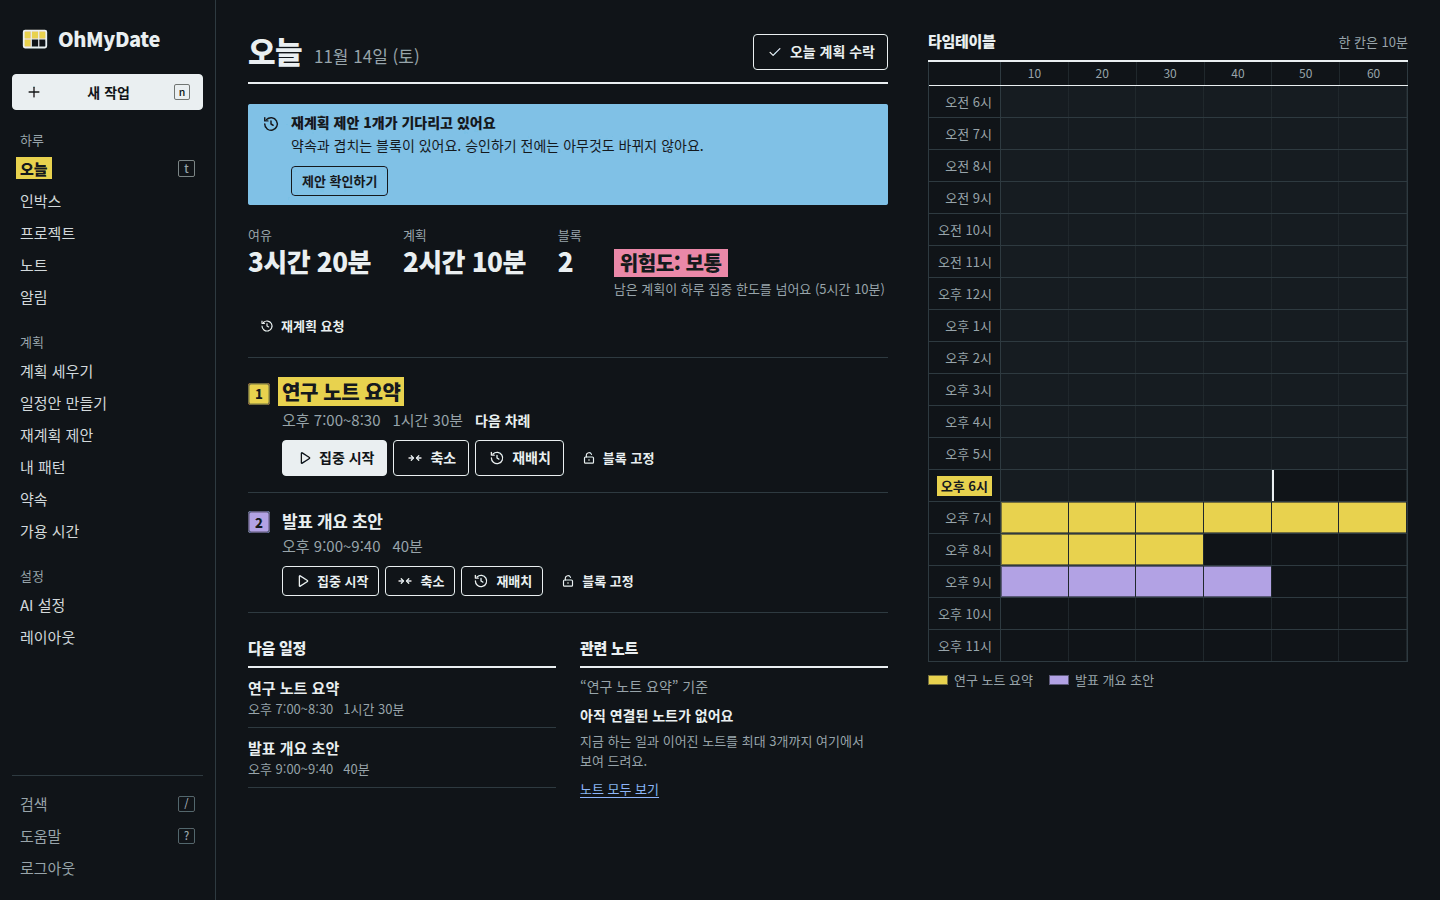 OhMyDate
새 작업 n
하루
오늘 t
인박스
프로젝트
노트
알림
계획
계획 세우기
일정안 만들기
재계획 제안
내 패턴
약속
가용 시간
설정
AI 설정
레이아웃
검색 /
도움말 ?
로그아웃
오늘 11월 14일 (토)
오늘 계획 수락
재계획 제안 1개가 기다리고 있어요
약속과 겹치는 블록이 있어요. 승인하기 전에는 아무것도 바뀌지 않아요.
제안 확인하기
여유 계획 블록
3시간 20분 2시간 10분 2 위험도: 보통
남은 계획이 하루 집중 한도를 넘어요 (5시간 10분)
재계획 요청
1 연구 노트 요약
오후 7:00~8:30 1시간 30분 다음 차례
집중 시작 축소 재배치 블록 고정
2 발표 개요 초안
오후 9:00~9:40 40분
집중 시작 축소 재배치 블록 고정
다음 일정
연구 노트 요약
오후 7:00~8:30 1시간 30분
발표 개요 초안
오후 9:00~9:40 40분
관련 노트
“연구 노트 요약” 기준
아직 연결된 노트가 없어요
지금 하는 일과 이어진 노트를 최대 3개까지 여기에서
보여 드려요.
노트 모두 보기
타임테이블 한 칸은 10분
10 20 30 40 50 60
오전 6시
오전 7시
오전 8시
오전 9시
오전 10시
오전 11시
오후 12시
오후 1시
오후 2시
오후 3시
오후 4시
오후 5시
오후 6시
오후 7시
오후 8시
오후 9시
오후 10시
오후 11시
연구 노트 요약 발표 개요 초안